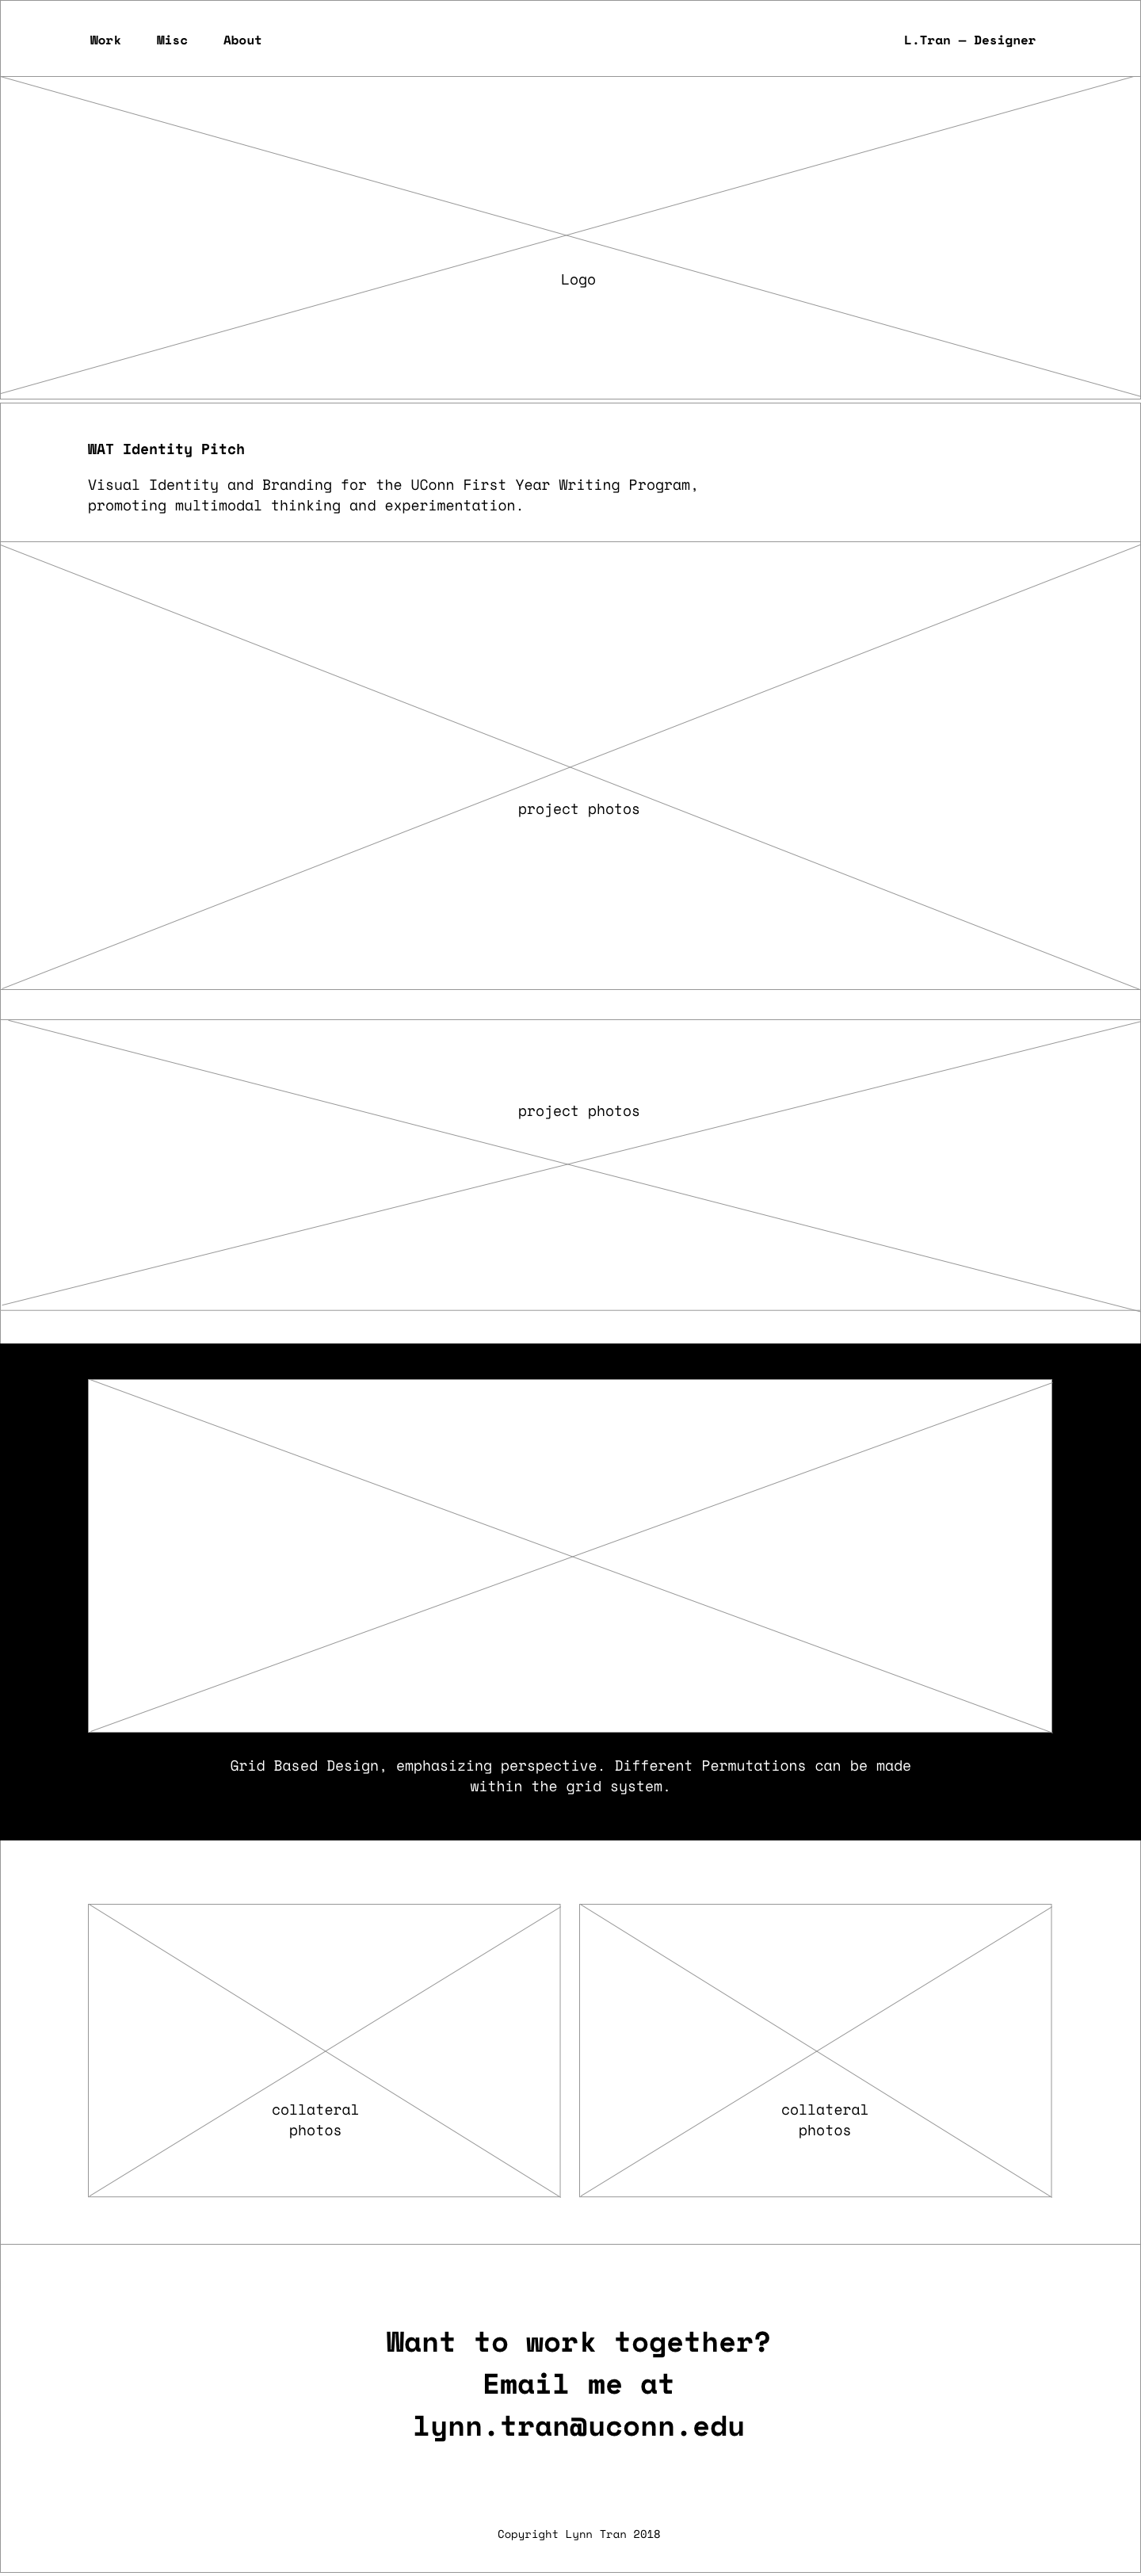 Work Misc About L.Tran — Designer
Logo
WAT Identity Pitch
Visual Identity and Branding for the UConn First Year Writing Program,
promoting multimodal thinking and experimentation.
project photos
project photos
Grid Based Design, emphasizing perspective. Different Permutations can be made
within the grid system.
collateral
photos
collateral
photos
Want to work together?
Email me at
lynn.tran@uconn.edu
Copyright Lynn Tran 2018